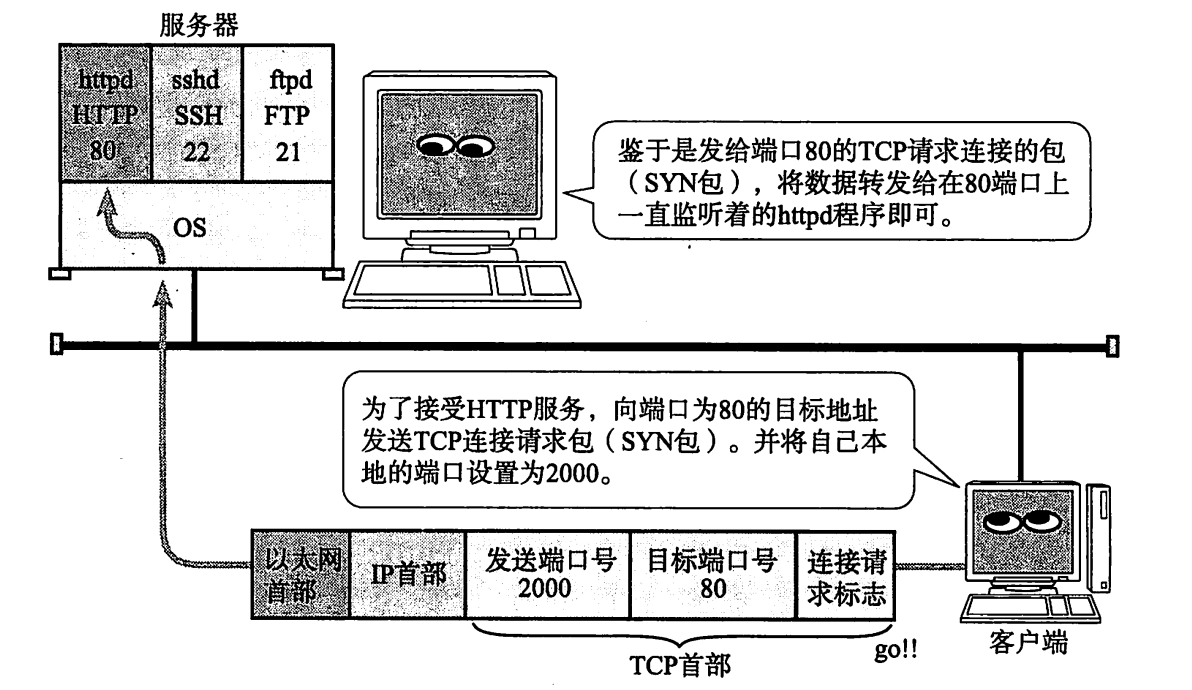 服务器
httpd
HTTP
80
sshd
SSH
22
ftpd
FTP
21
OS
鉴于是发给端口80的TCP请求连接的包
（SYN包），将数据转发给在80端口上
一直监听着的httpd程序即可。
为了接受HTTP服务，向端口为80的目标地址
发送TCP连接请求包（SYN包）。并将自己本
地的端口设置为2000。
以太网
首部
IP首部
发送端口号
2000
目标端口号
80
连接请
求标志
TCP首部
go!!
客户端